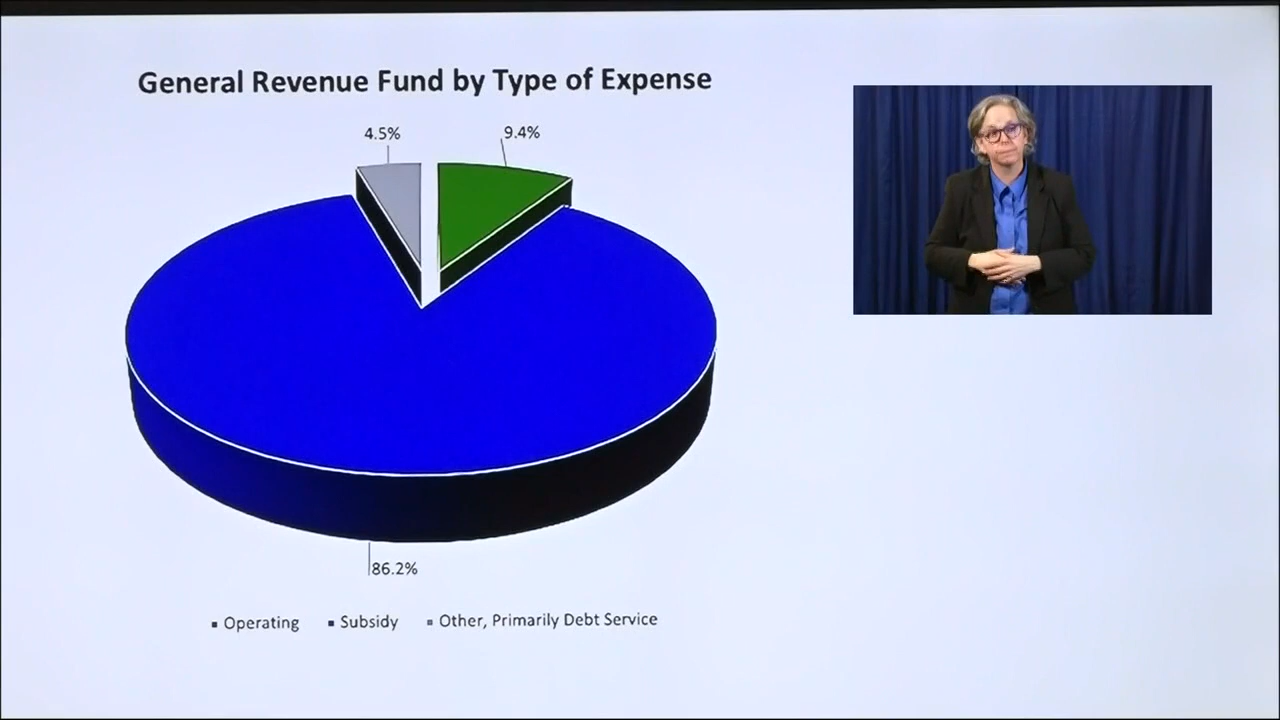 General Revenue Fund by Type of Expense
4.5%
9.4%
86.2%
Operating Subsidy Other, Primarily Debt Service